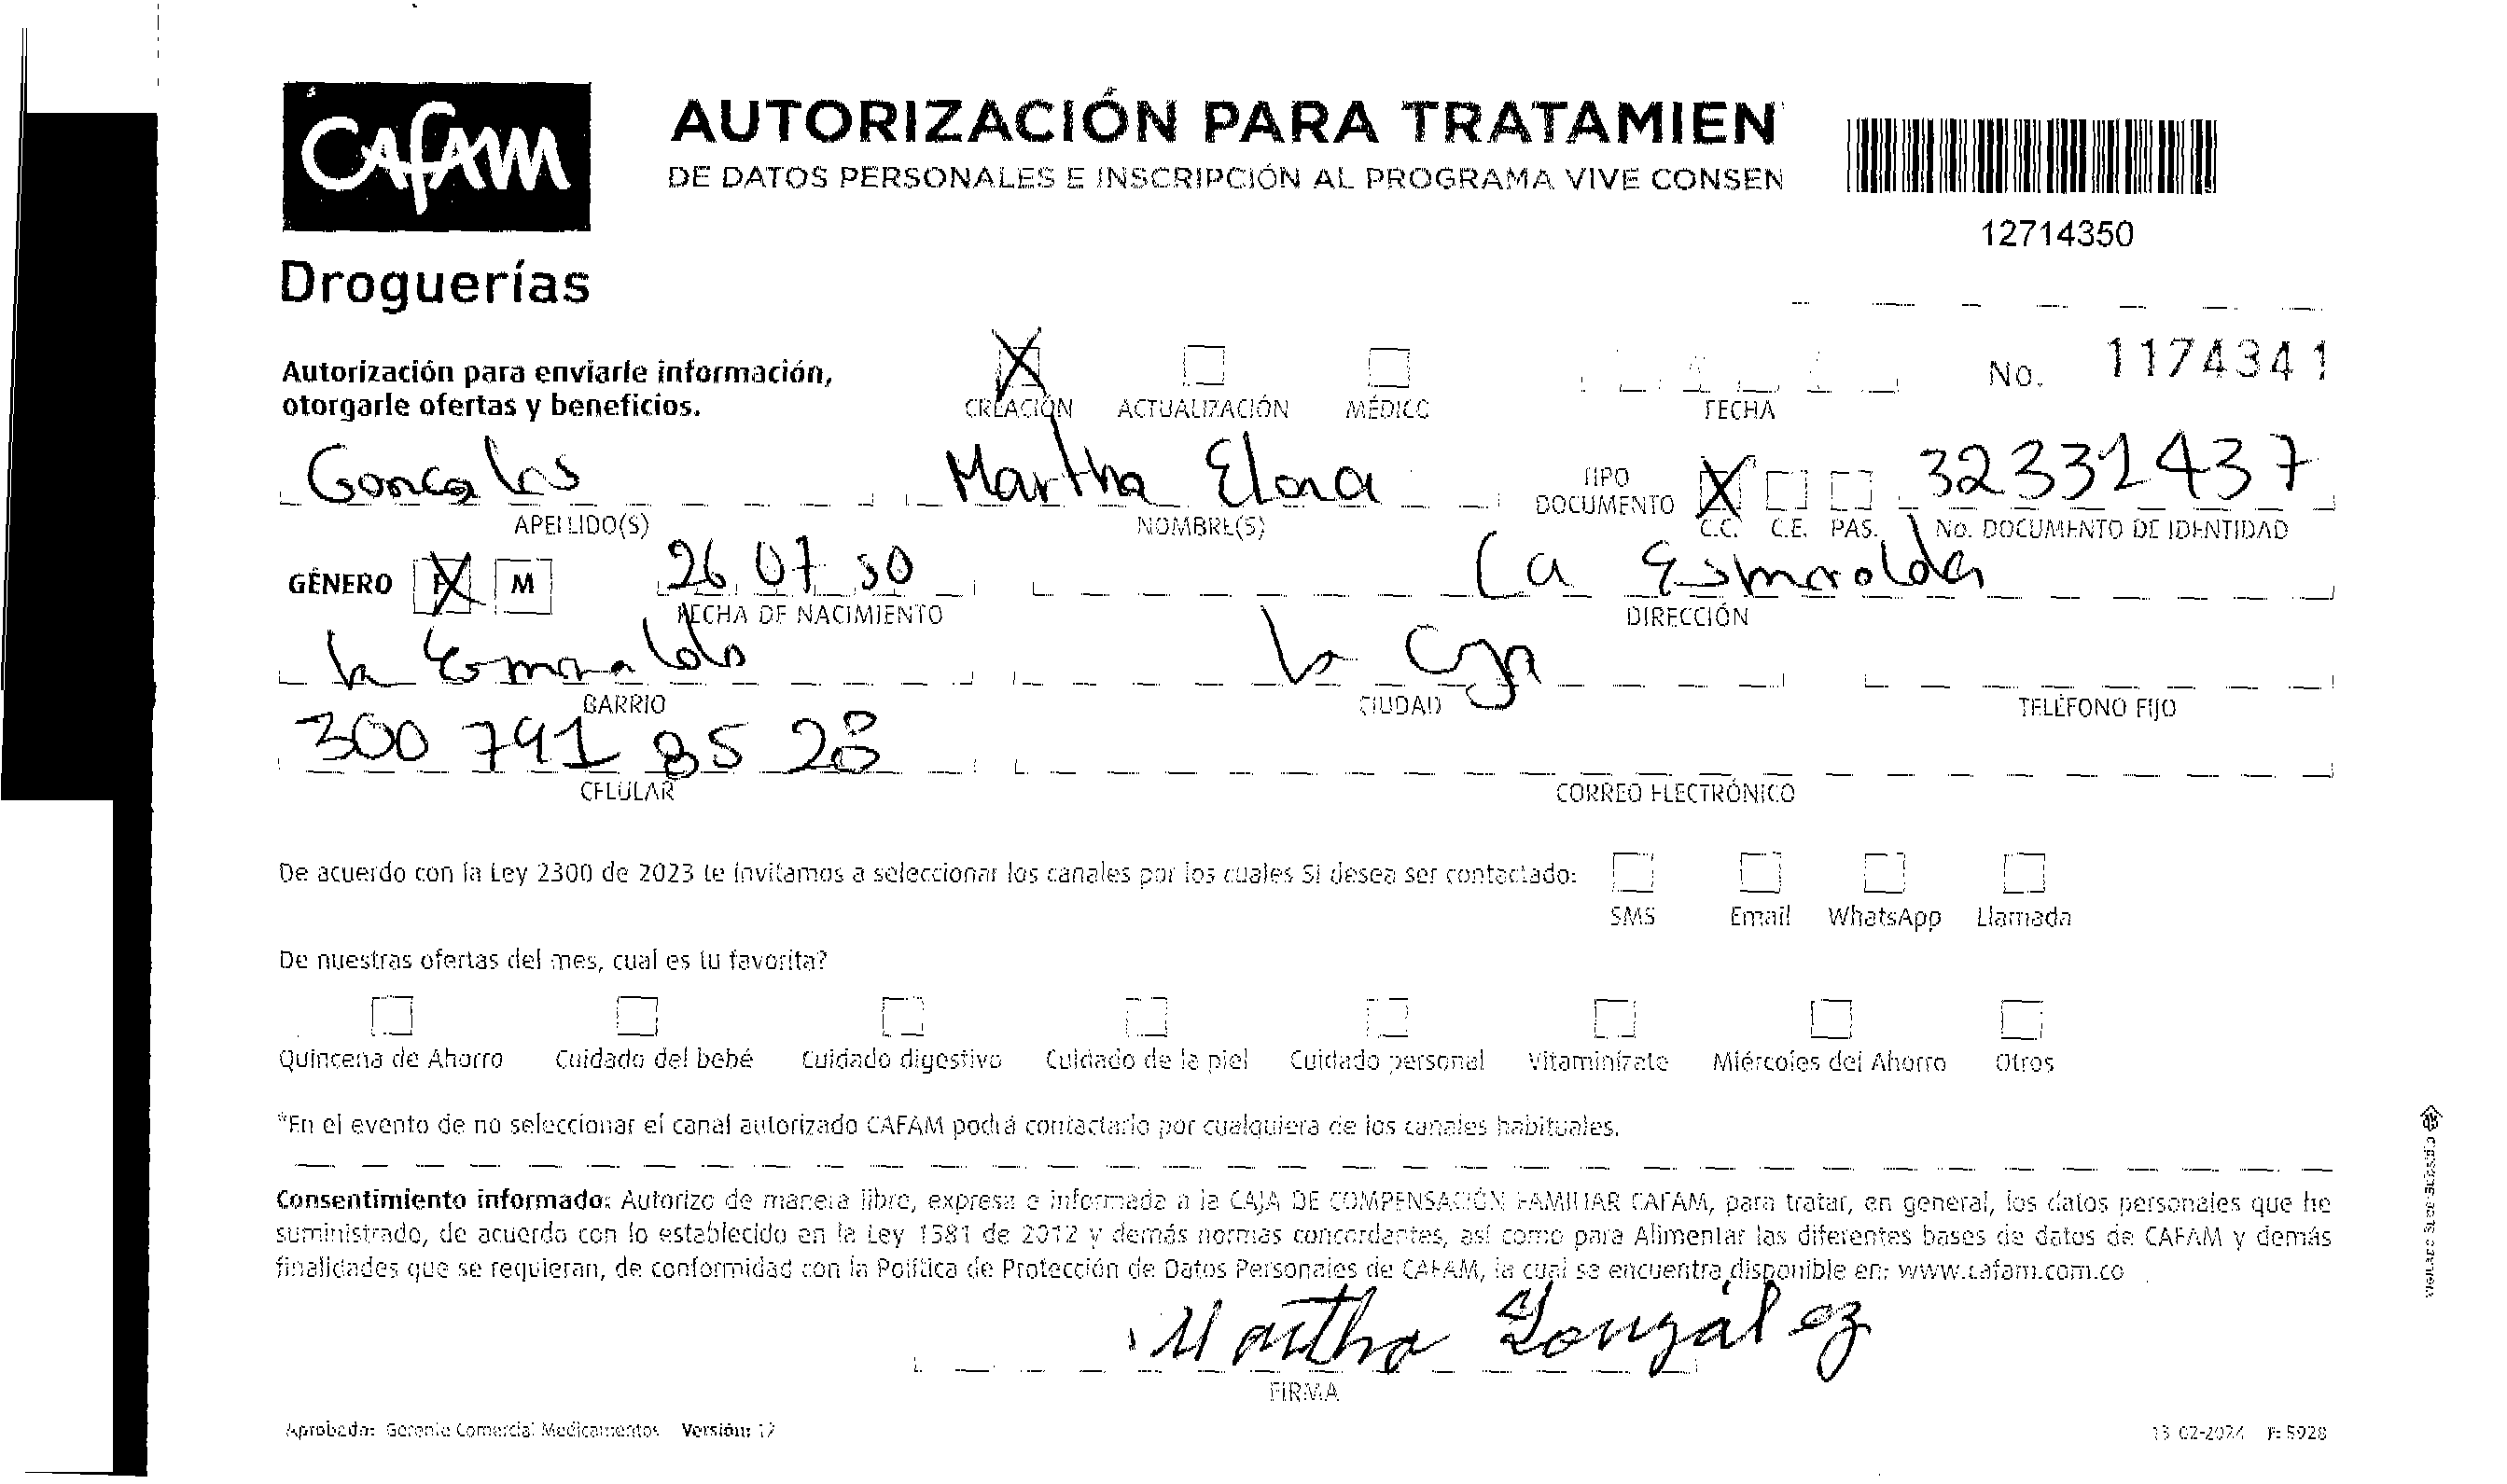 CAFAM
Droguerías
AUTORIZACIÓN PARA TRATAMIEN
DE DATOS PERSONALES E INSCRIPCIÓN AL PROGRAMA VIVE CONSEN
12714350
Autorización para enviarle información,
otorgarle ofertas y beneficios.
X CREACIÓN ACTUALIZACIÓN MÉDICO
FECHA
No. 1174341
Martha Elena
APELLIDO(S) NOMBRE(S)
TIPO DOCUMENTO X C.C. C.E. PAS. 32331437
No. DOCUMENTO DE IDENTIDAD
GÉNERO F X M 26 07 50 La Esmeralda
FECHA DE NACIMIENTO DIRECCIÓN
la Esmeralda
BARRIO CIUDAD TELÉFONO FIJO
300 791 85 28
CELULAR CORREO ELECTRÓNICO
De acuerdo con la Ley 2300 de 2023 te invitamos a seleccionar los canales por los cuales Si desea ser contactado:
SMS Email WhatsApp Llamada
De nuestras ofertas del mes, cual es tu favorita?
Quincena de Ahorro Cuidado del bebé Cuidado digestivo Cuidado de la piel Cuidado personal Vitaminízate Miércoles del Ahorro Otros
*En el evento de no seleccionar el canal autorizado CAFAM podrá contactarlo por cualquiera de los canales habituales.
Consentimiento informado: Autorizo de manera libre, expresa e informada a la CAJA DE COMPENSACIÓN FAMILIAR CAFAM, para tratar, en general, los datos personales que he
suministrado, de acuerdo con lo establecido en la Ley 1581 de 2012 y demás normas concordantes, así como para Alimentar las diferentes bases de datos de CAFAM y demás
finalidades que se requieran, de conformidad con la Política de Protección de Datos Personales de CAFAM, la cual se encuentra disponible en: www.cafam.com.co
Martha González
FIRMA
Aprobado: Gerente Comercial Medicamentos Versión: 12
13-02-2024 F: 5928